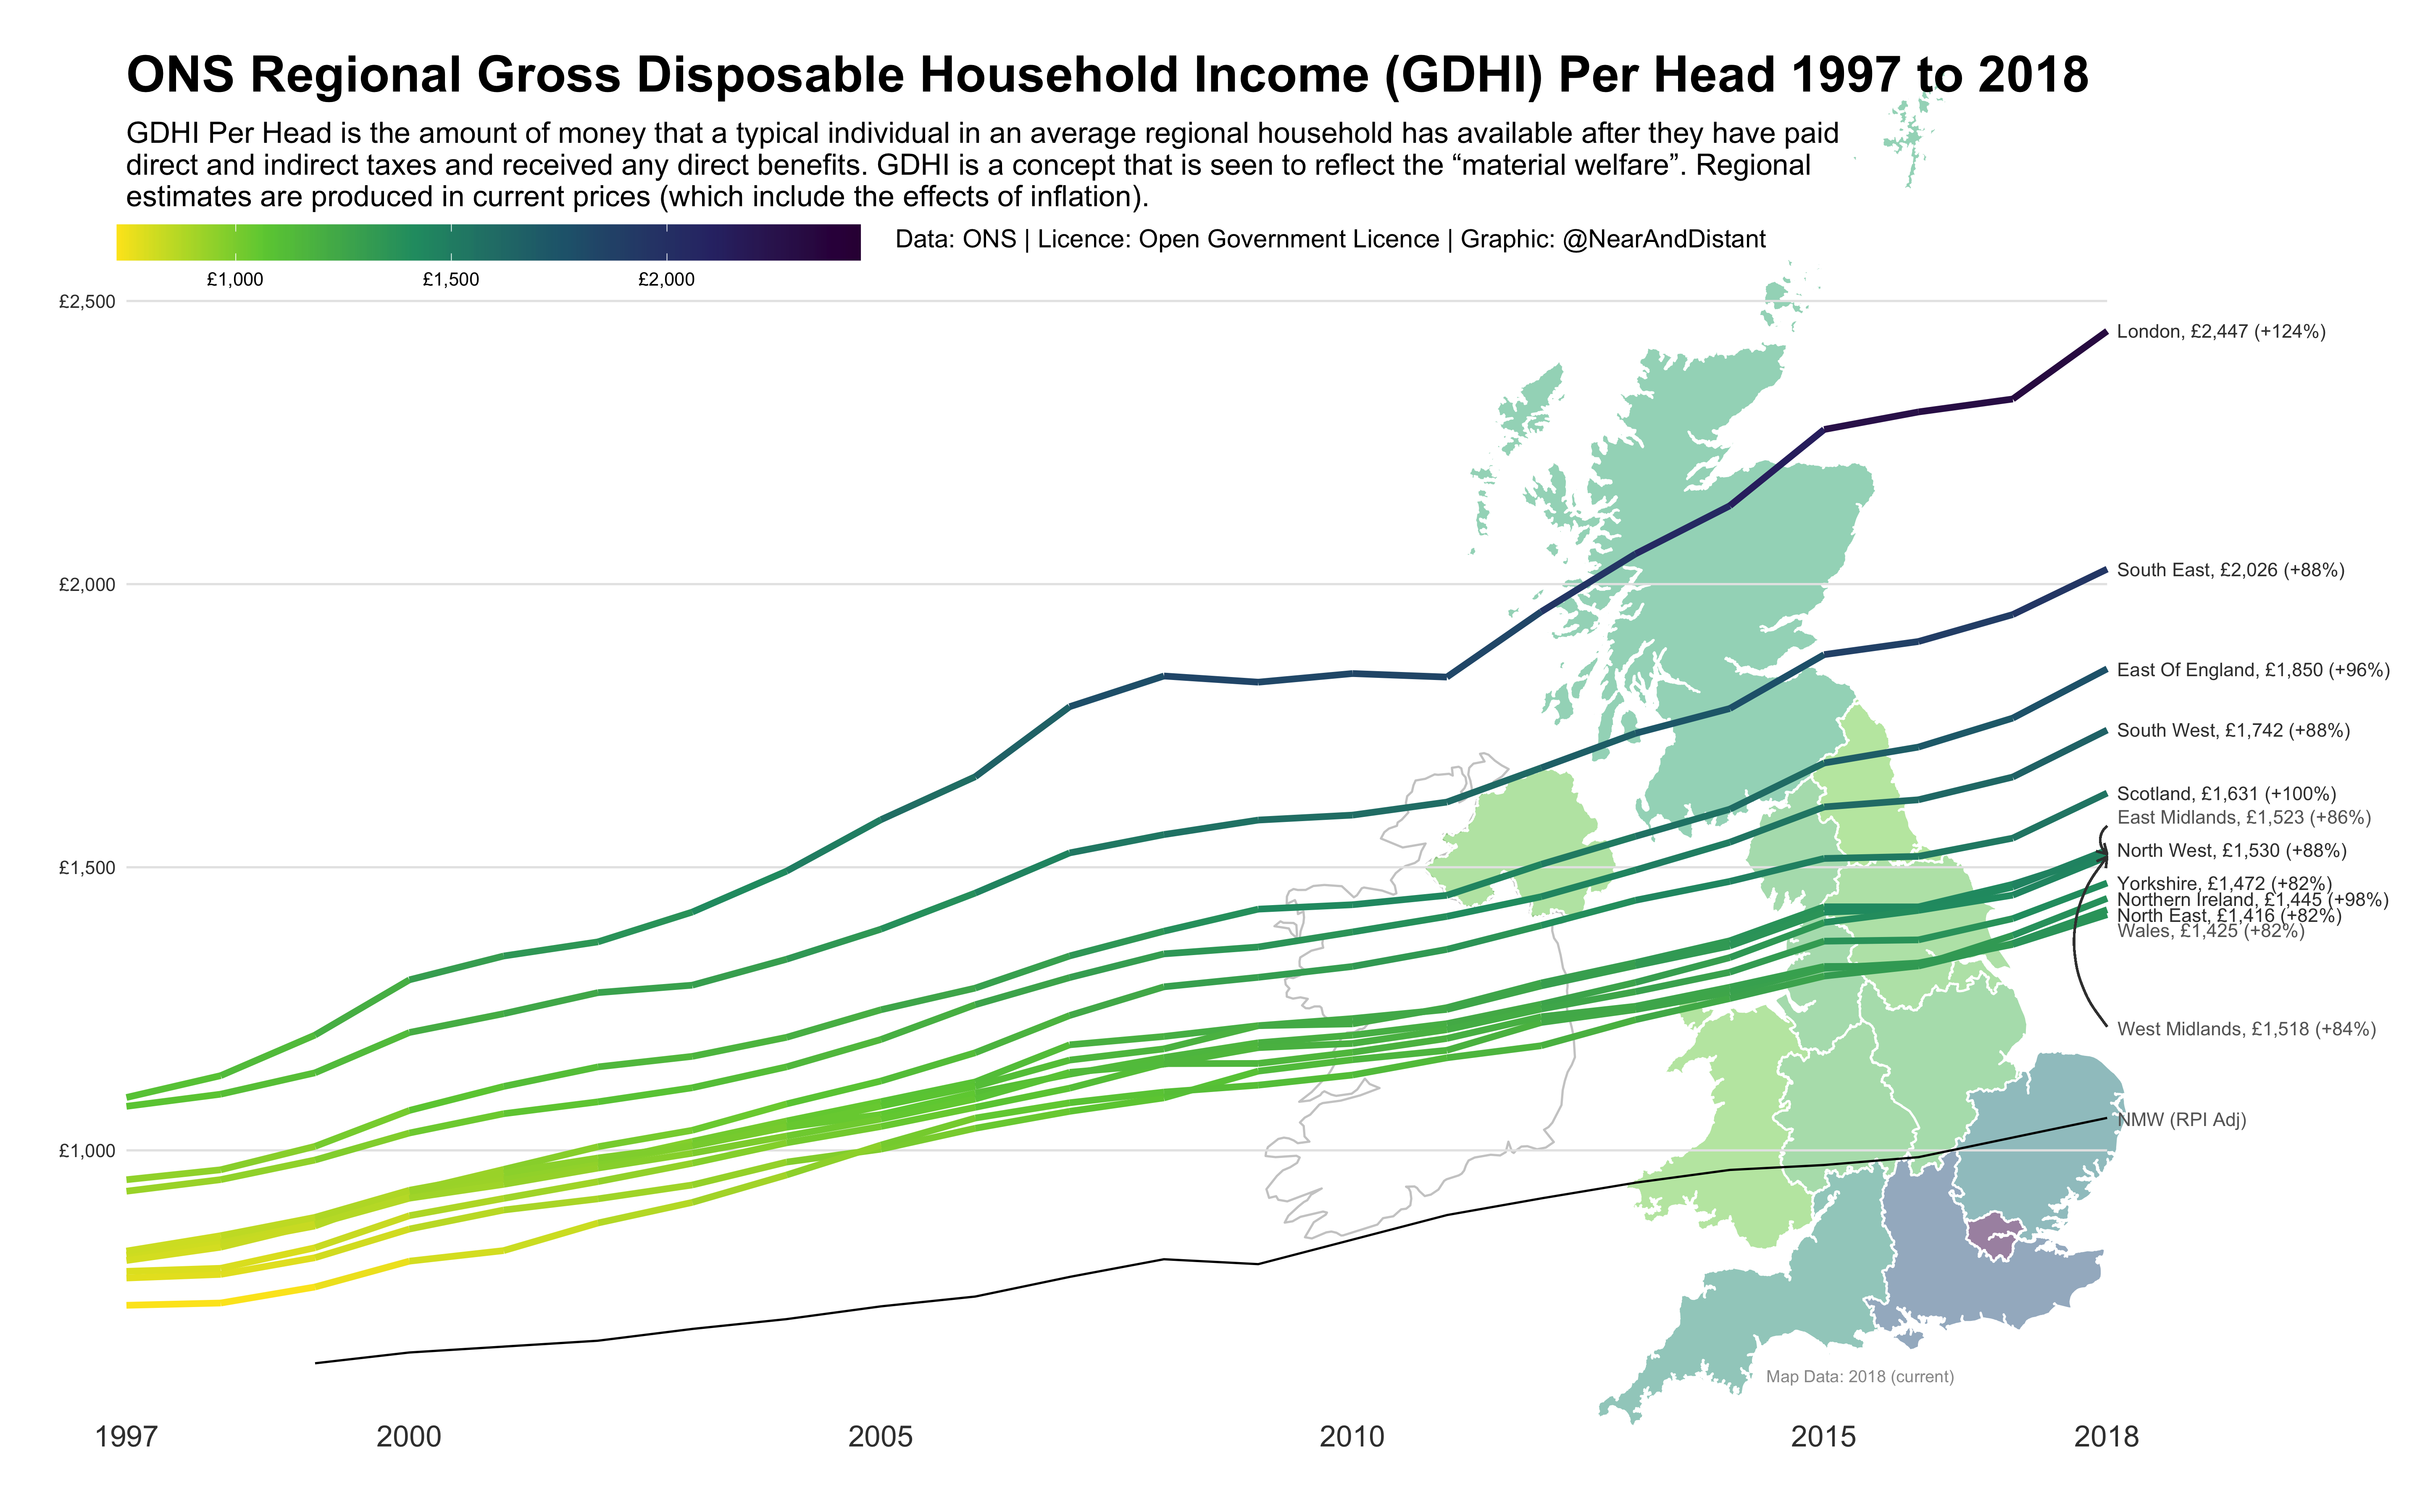 ONS Regional Gross Disposable Household Income (GDHI) Per Head 1997 to 2018
GDHI Per Head is the amount of money that a typical individual in an average regional household has available after they have paid
direct and indirect taxes and received any direct benefits. GDHI is a concept that is seen to reflect the “material welfare”. Regional
estimates are produced in current prices (which include the effects of inflation).
Data: ONS | Licence: Open Government Licence | Graphic: @NearAndDistant
£1,000 £1,500 £2,000
£2,500
London, £2,447 (+124%)
South East, £2,026 (+88%)
£2,000
East Of England, £1,850 (+96%)
South West, £1,742 (+88%)
Scotland, £1,631 (+100%)
East Midlands, £1,523 (+86%)
North West, £1,530 (+88%)
£1,500
Yorkshire, £1,472 (+82%)
Northern Ireland, £1,445 (+98%)
North East, £1,416 (+82%)
Wales, £1,425 (+82%)
West Midlands, £1,518 (+84%)
NMW (RPI Adj)
£1,000
Map Data: 2018 (current)
1997 2000 2005 2010 2015 2018